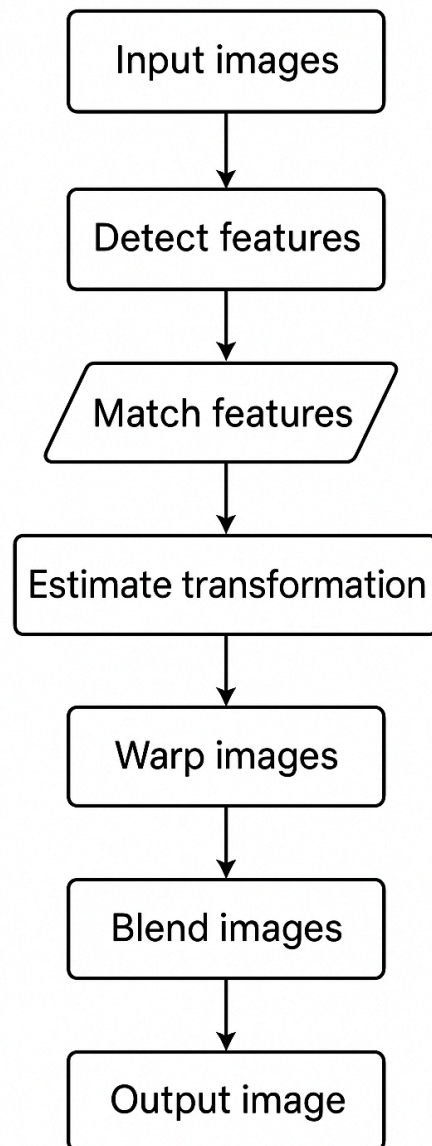 Input images
Detect features
Match features
Estimate transformation
Warp images
Blend images
Output image